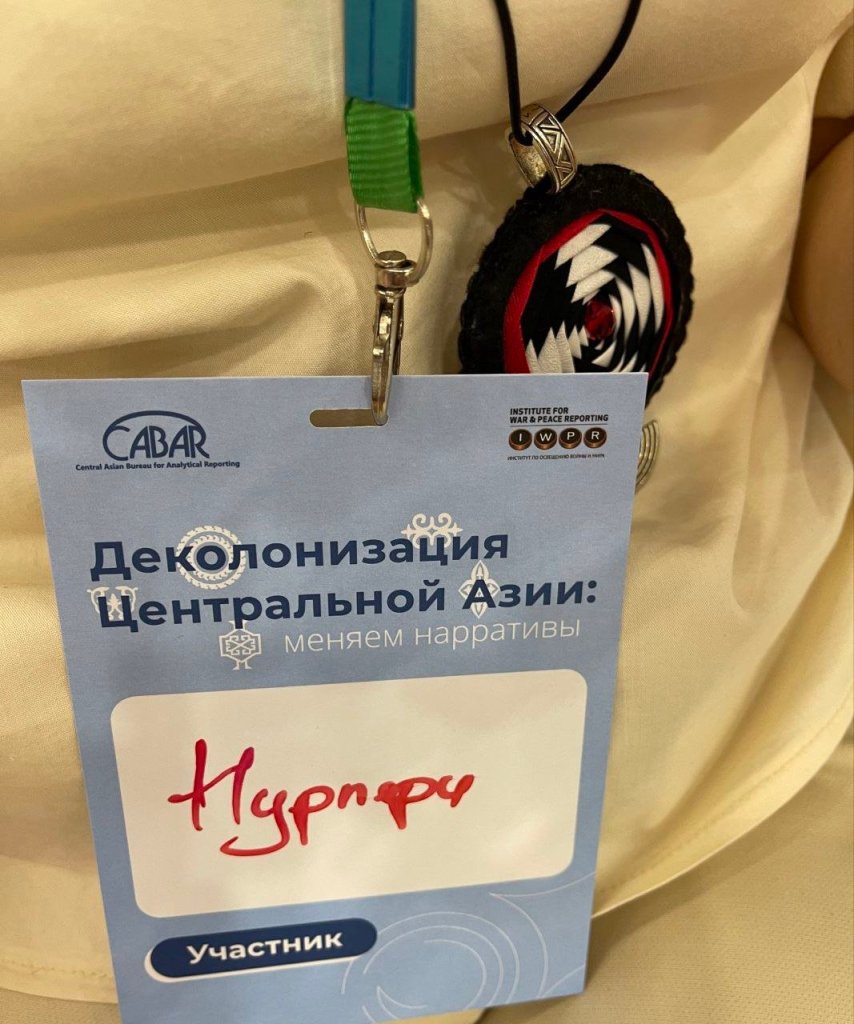 CABAR
Central Asian Bureau for Analytical Reporting
INSTITUTE FOR
WAR & PEACE REPORTING
I W P R
ИНСТИТУТ ПО ОСВЕЩЕНИЮ ВОЙНЫ И МИРА
Деколонизация
Центральной Азии:
меняем нарративы
Нурпери
Участник